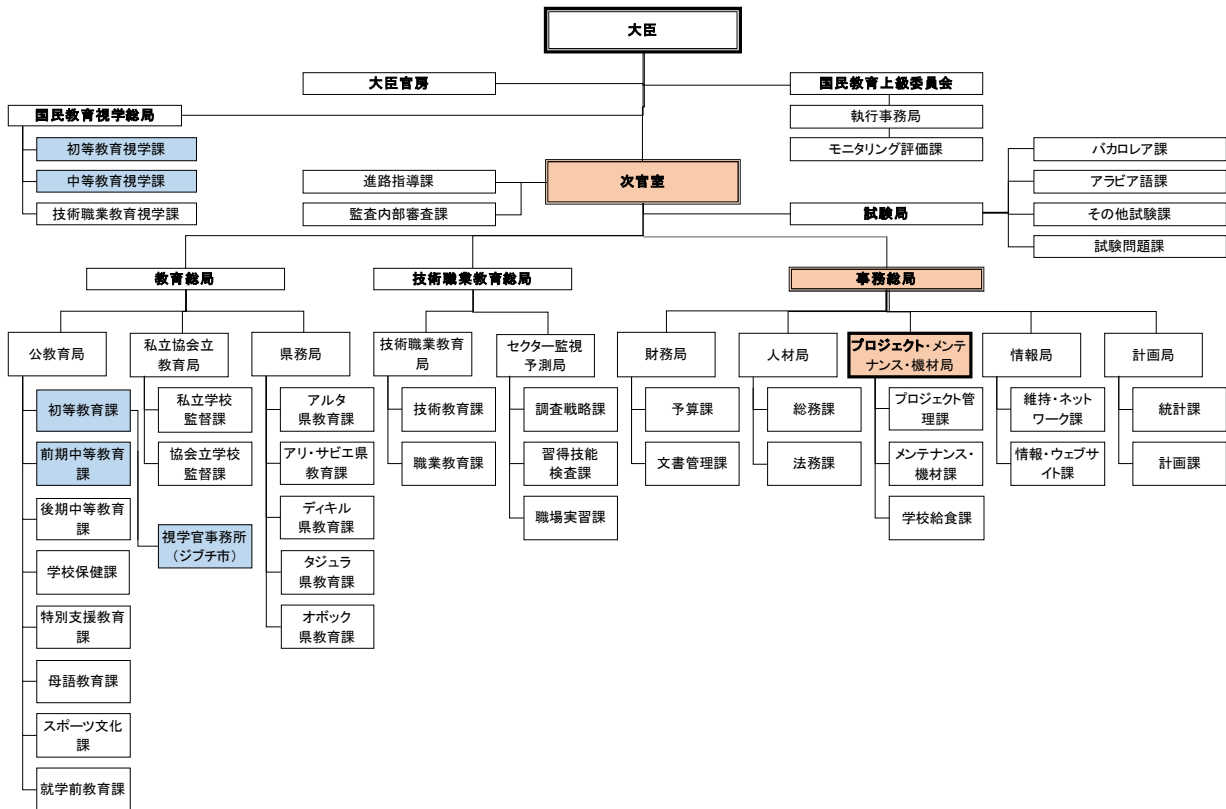 大臣
大臣官房
国民教育上級委員会
国民教育視学総局
執行事務局
初等教育視学課
モニタリング評価課
バカロレア課
中等教育視学課
進路指導課
次官室
アラビア語課
技術職業教育視学課
監査内部審査課
試験局
その他試験課
試験問題課
教育総局
技術職業教育総局
事務総局
公教育局
私立協会立
教育局
県務局
技術職業教育
局
セクター監視
予測局
財務局
人材局
プロジェクト・メンテ
ナンス・機材局
情報局
計画局
初等教育課
前期中等教育
課
後期中等教育
課
学校保健課
特別支援教育
課
母語教育課
スポーツ文化
課
就学前教育課
視学官事務所
（ジブチ市）
私立学校
監督課
協会立学校
監督課
アルタ
県教育課
アリ・サビエ県
教育課
ディキル
県教育課
タジュラ
県教育課
オボック
県教育課
技術教育課
職業教育課
調査戦略課
習得技能
検査課
職場実習課
予算課
文書管理課
総務課
法務課
プロジェクト管
理課
メンテナンス・
機材課
学校給食課
維持・ネット
ワーク課
情報・ウェブサ
イト課
統計課
計画課